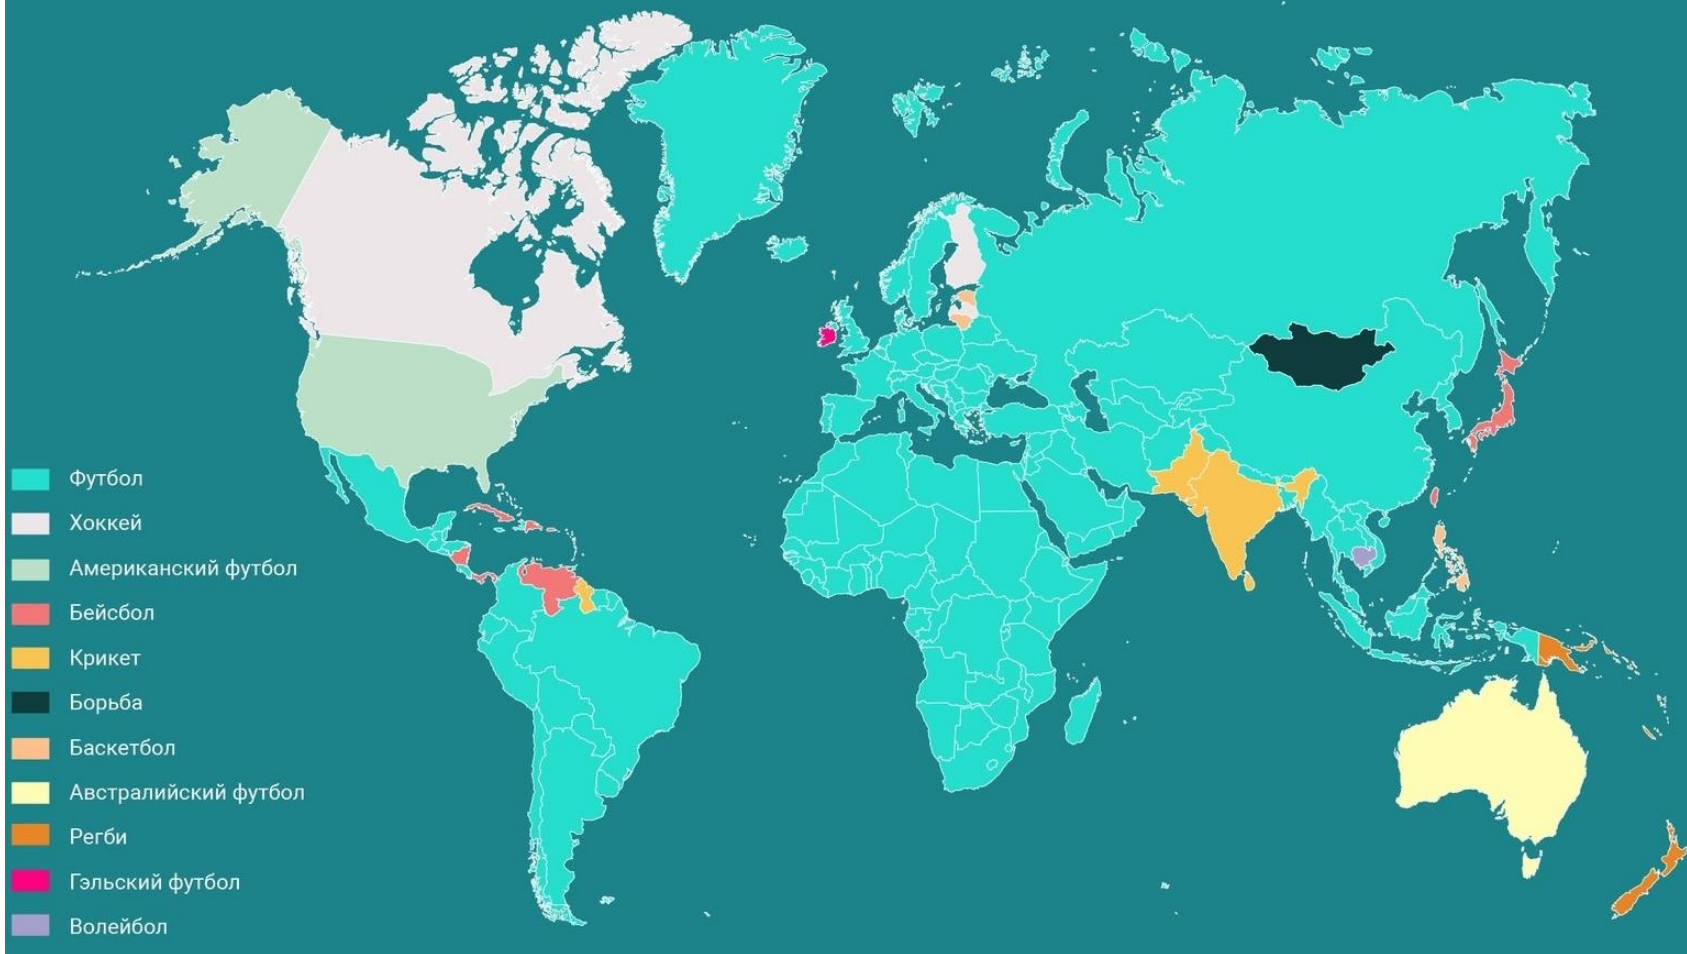 Футбол
Хоккей
Американский футбол
Бейсбол
Крикет
Борьба
Баскетбол
Австралийский футбол
Регби
Гэльский футбол
Волейбол